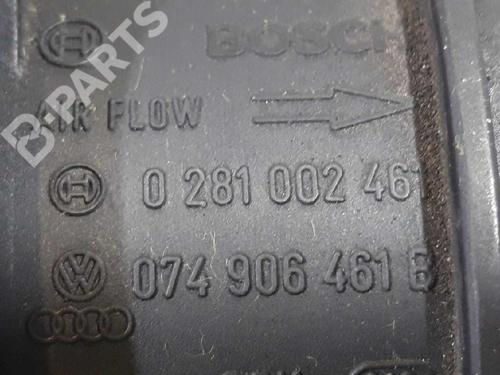 BOSCH
AIR FLOW
0 281 002 461
074 906 461 B
B-PARTS